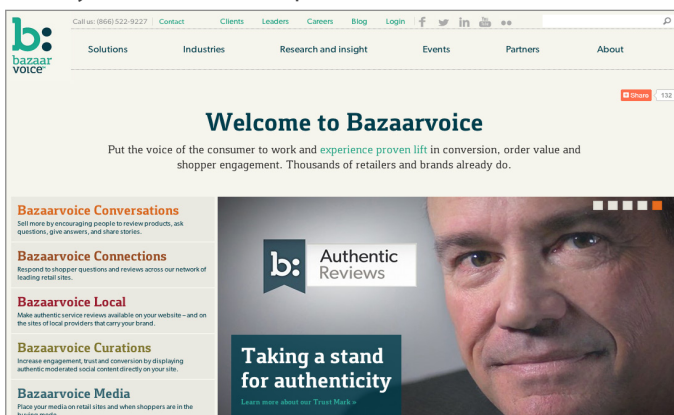 Call us: (866) 522-9227 Contact Clients Leaders Careers Blog Login
b:
bazaar
voice
Solutions Industries Research and insight Events Partners About
Share 132
Welcome to Bazaarvoice
Put the voice of the consumer to work and experience proven lift in conversion, order value and
shopper engagement. Thousands of retailers and brands already do.
Bazaarvoice Conversations
Sell more by encouraging people to review products, ask
questions, give answers, and share stories.
Bazaarvoice Connections
Respond to shopper questions and reviews across our network of
leading retail sites.
Bazaarvoice Local
Make authentic service reviews available on your website – and on
the sites of local providers that carry your brand.
Bazaarvoice Curations
Increase engagement, trust and conversion by displaying
authentic moderated social content directly on your site.
Bazaarvoice Media
Place your media on retail sites and when shoppers are in the
b: Authentic
Reviews
Taking a stand
for authenticity
Learn more about our Trust Mark >